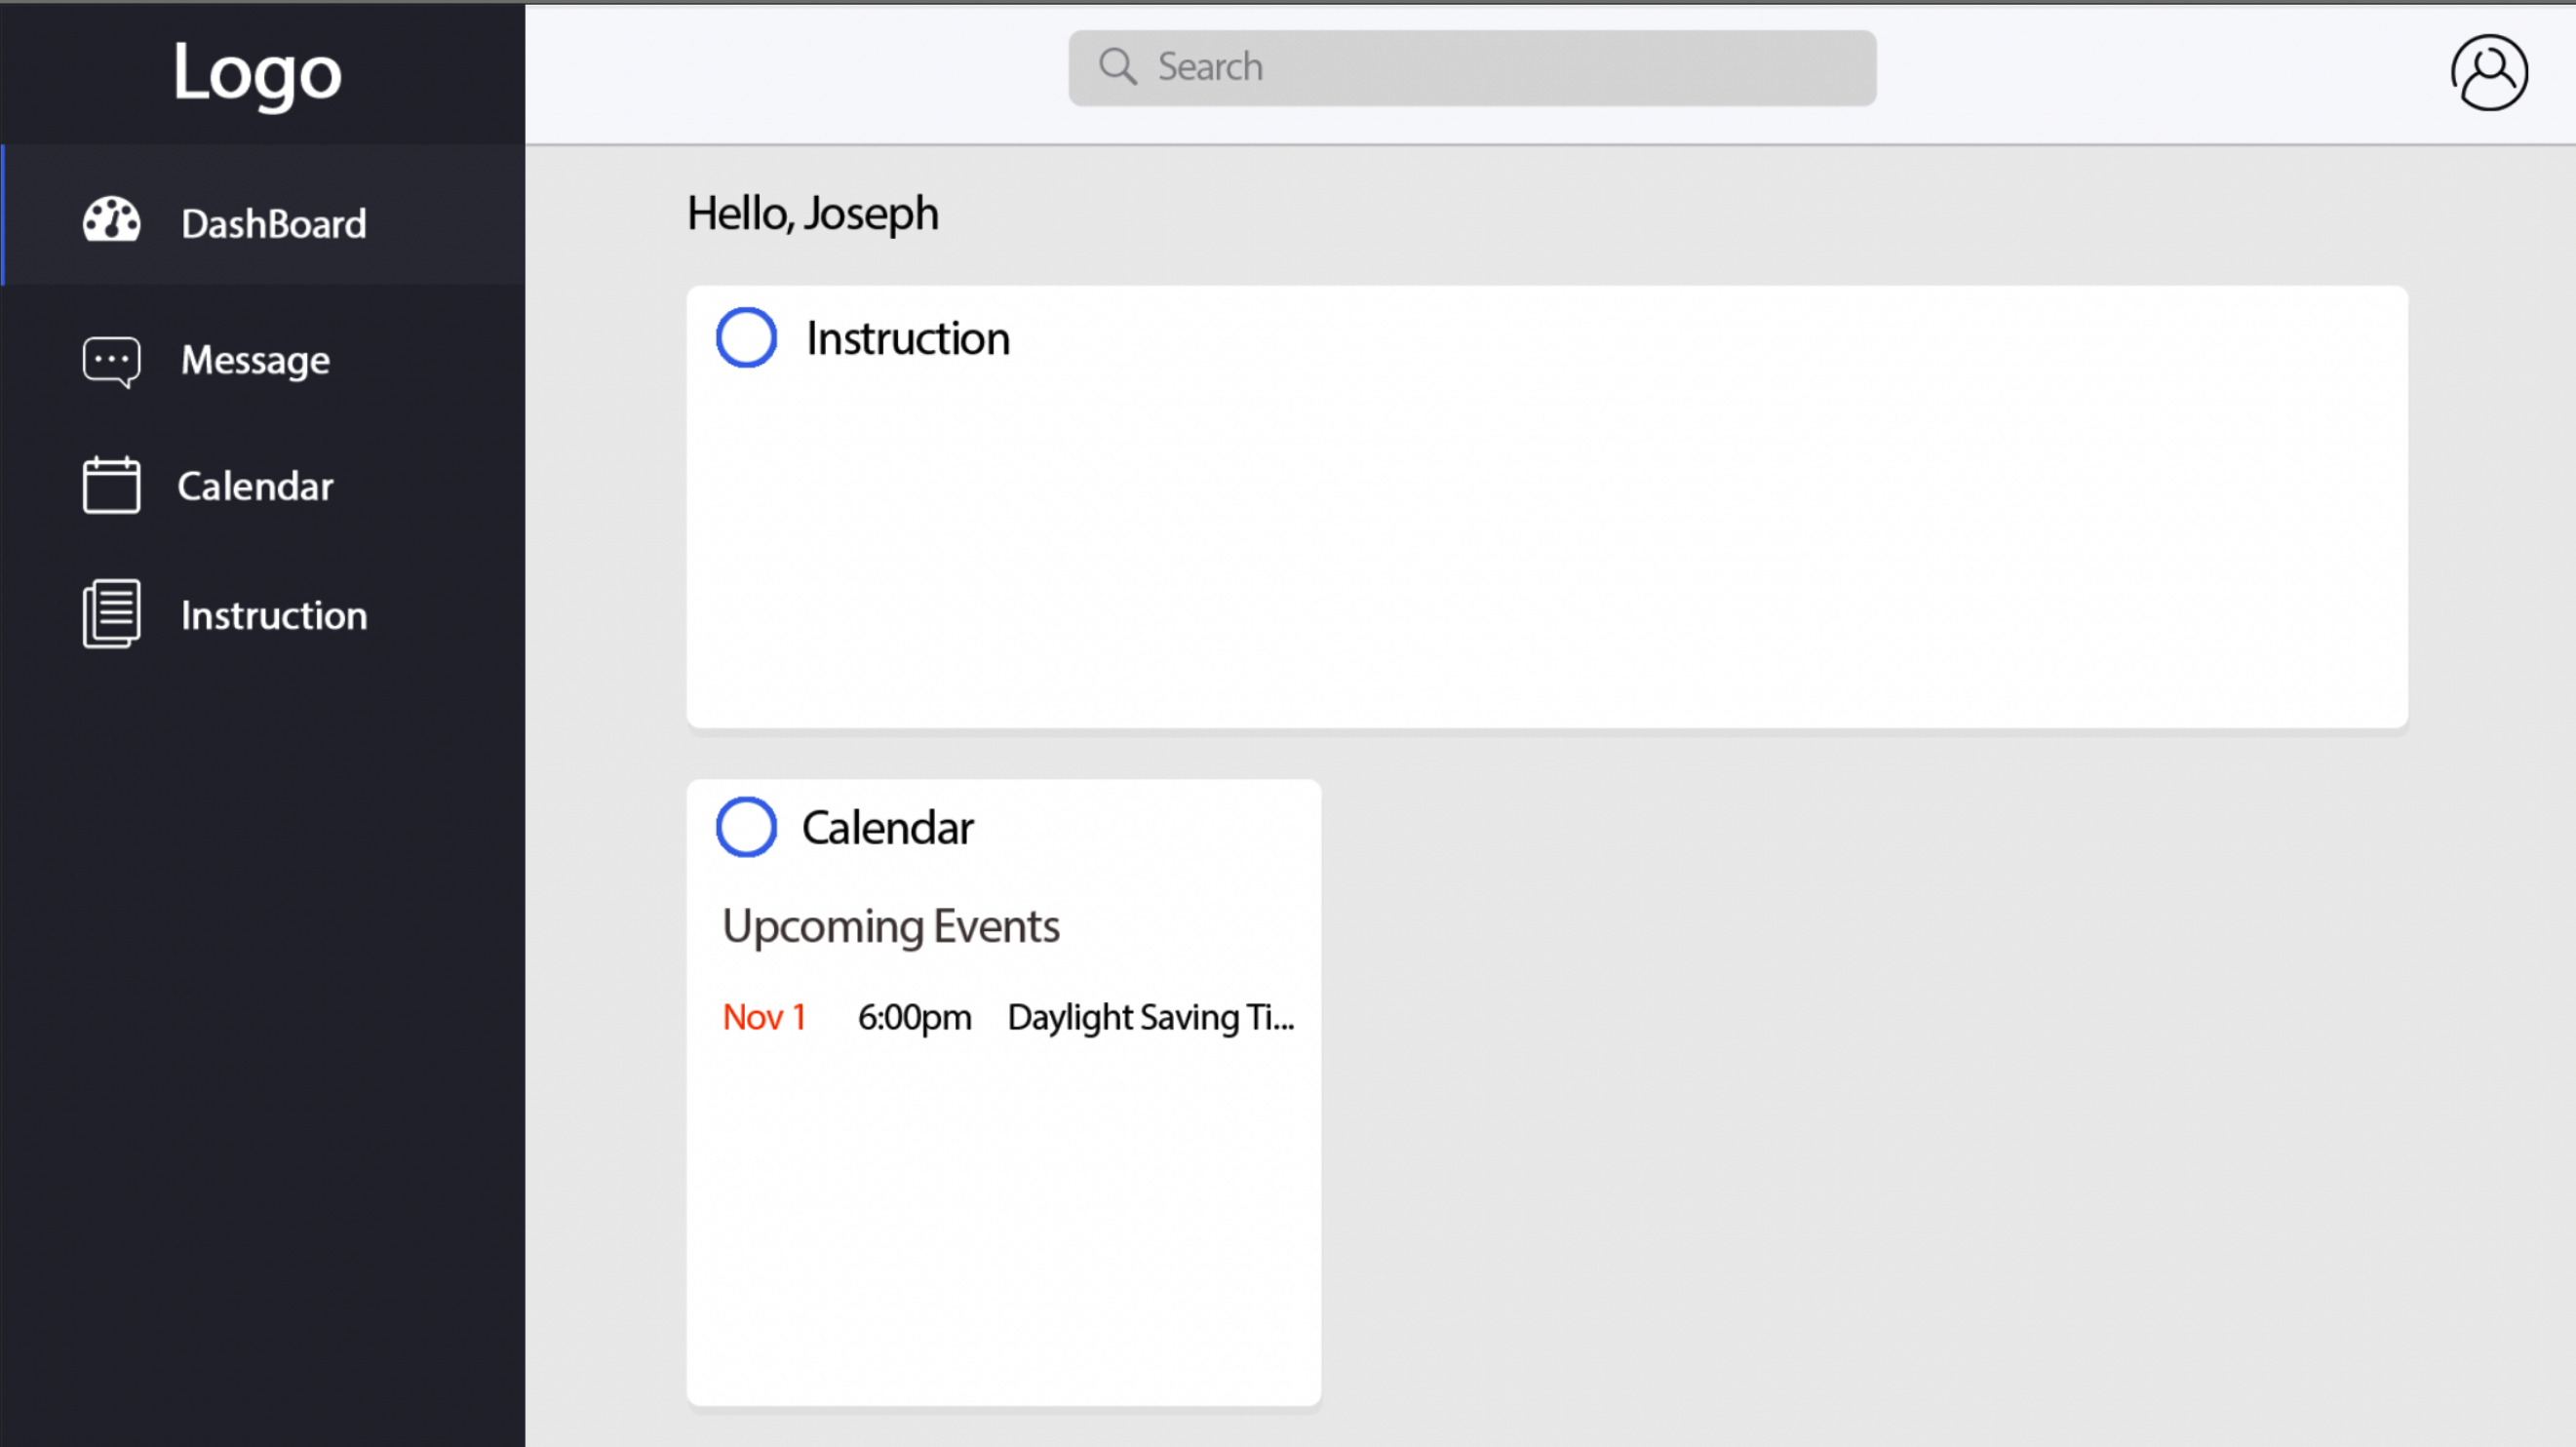 Logo
Search
DashBoard
Message
Calendar
Instruction
Hello, Joseph
Instruction
Calendar
Upcoming Events
Nov 1 6:00pm Daylight Saving Ti...